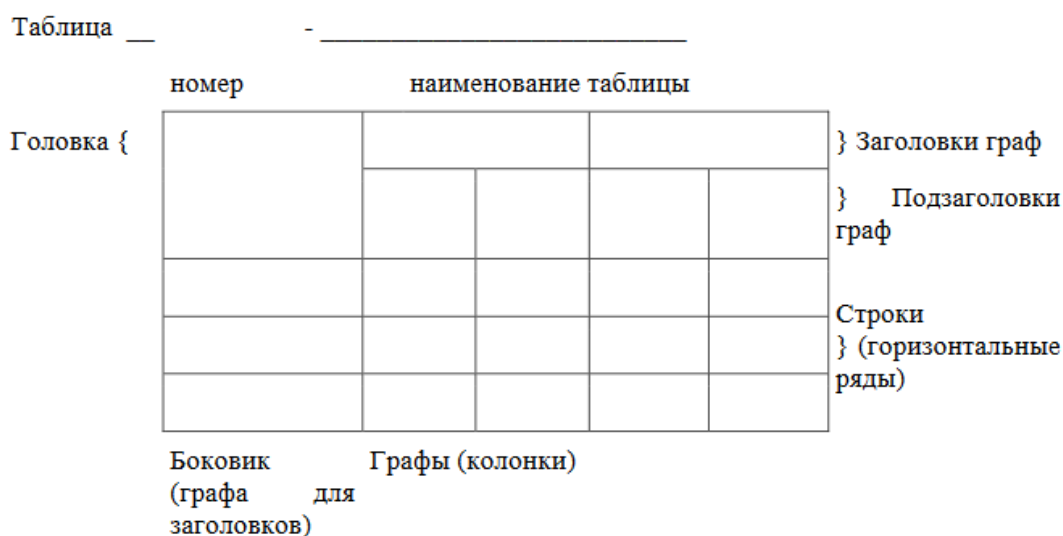 Таблица __ - __________________________
номер наименование таблицы
Головка {
} Заголовки граф
} Подзаголовки
граф
Строки
} (горизонтальные
ряды)
Боковик Графы (колонки)
(графа для
заголовков)